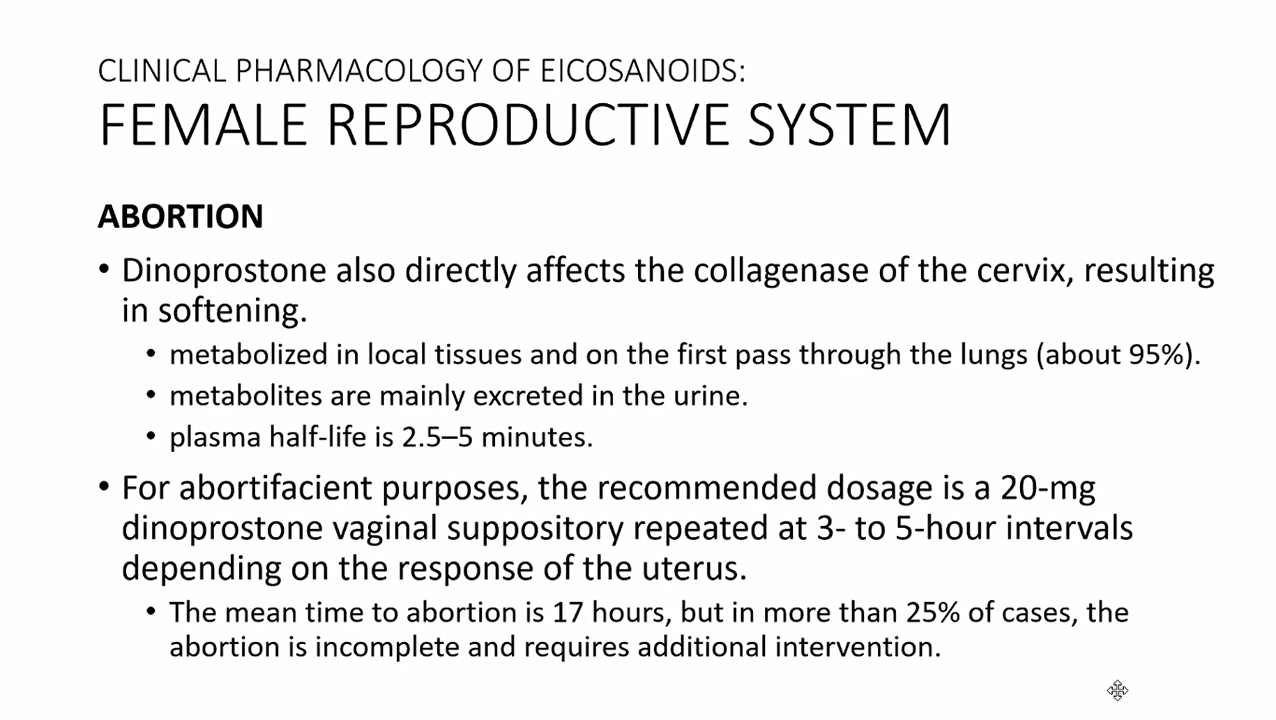 CLINICAL PHARMACOLOGY OF EICOSANOIDS:
FEMALE REPRODUCTIVE SYSTEM
ABORTION
• Dinoprostone also directly affects the collagenase of the cervix, resulting
in softening.
• metabolized in local tissues and on the first pass through the lungs (about 95%).
• metabolites are mainly excreted in the urine.
• plasma half-life is 2.5–5 minutes.
• For abortifacient purposes, the recommended dosage is a 20-mg
dinoprostone vaginal suppository repeated at 3- to 5-hour intervals
depending on the response of the uterus.
• The mean time to abortion is 17 hours, but in more than 25% of cases, the
abortion is incomplete and requires additional intervention.